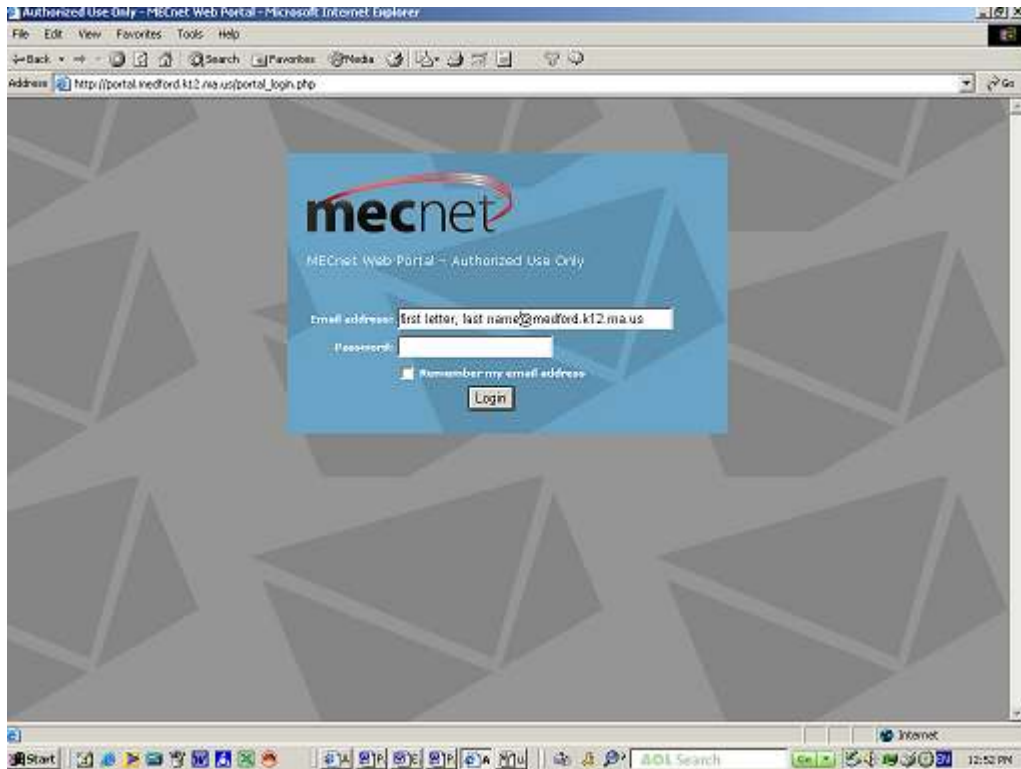 Authorized Use Only - MECnet Web Portal - Microsoft Internet Explorer
File Edit View Favorites Tools Help
Back Search Favorites Media
Address http://portal.medford.k12.ma.us/portal_login.php Go
mecnet
MECnet Web Portal - Authorized Use Only
Email address: first letter, last name@medford.k12.ma.us
Password:
Remember my email address
Login
Internet
Start AOL Search Go 12:52 PM